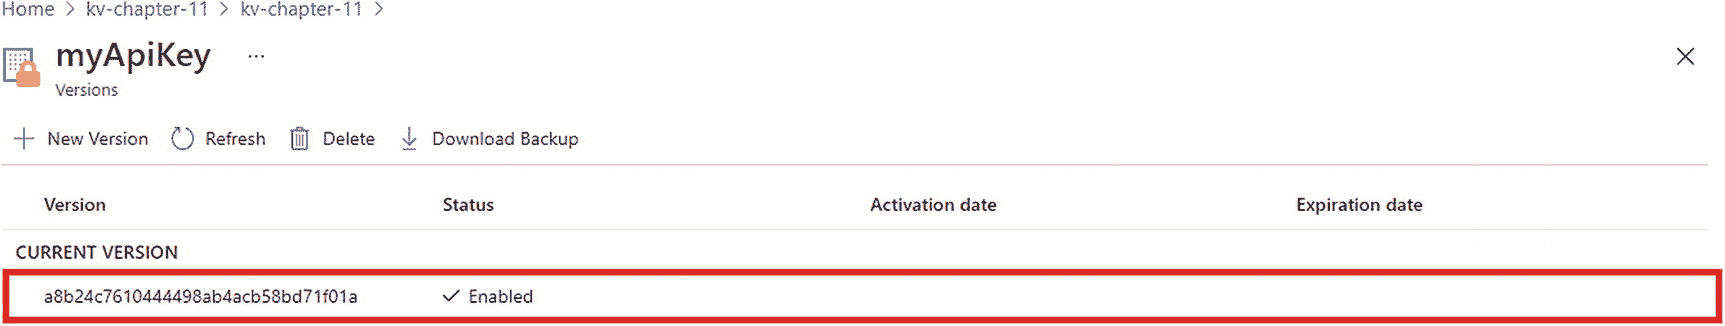 Home > kv-chapter-11 > kv-chapter-11 >
myApiKey ...
Versions
New Version Refresh Delete Download Backup
Version Status Activation date Expiration date
CURRENT VERSION
a8b24c7610444498ab4acb58bd71f01a Enabled